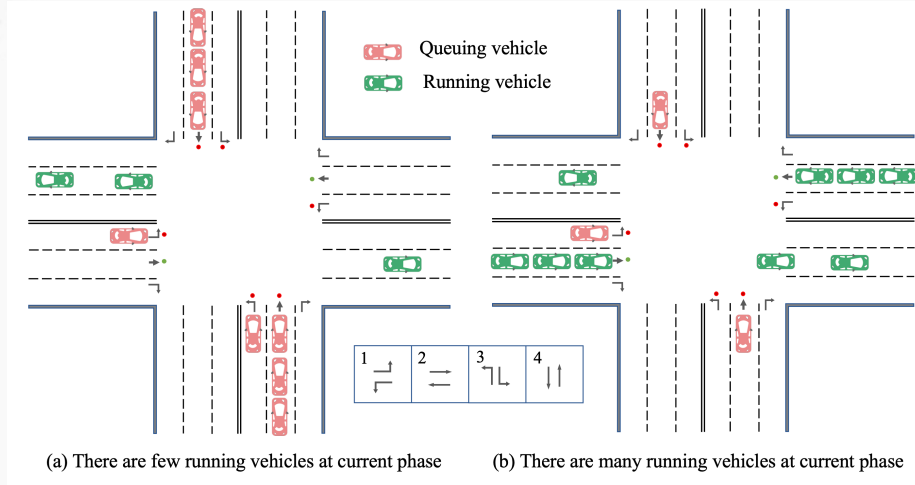 Queuing vehicle
Running vehicle
1 2 3 4
(a) There are few running vehicles at current phase
(b) There are many running vehicles at current phase